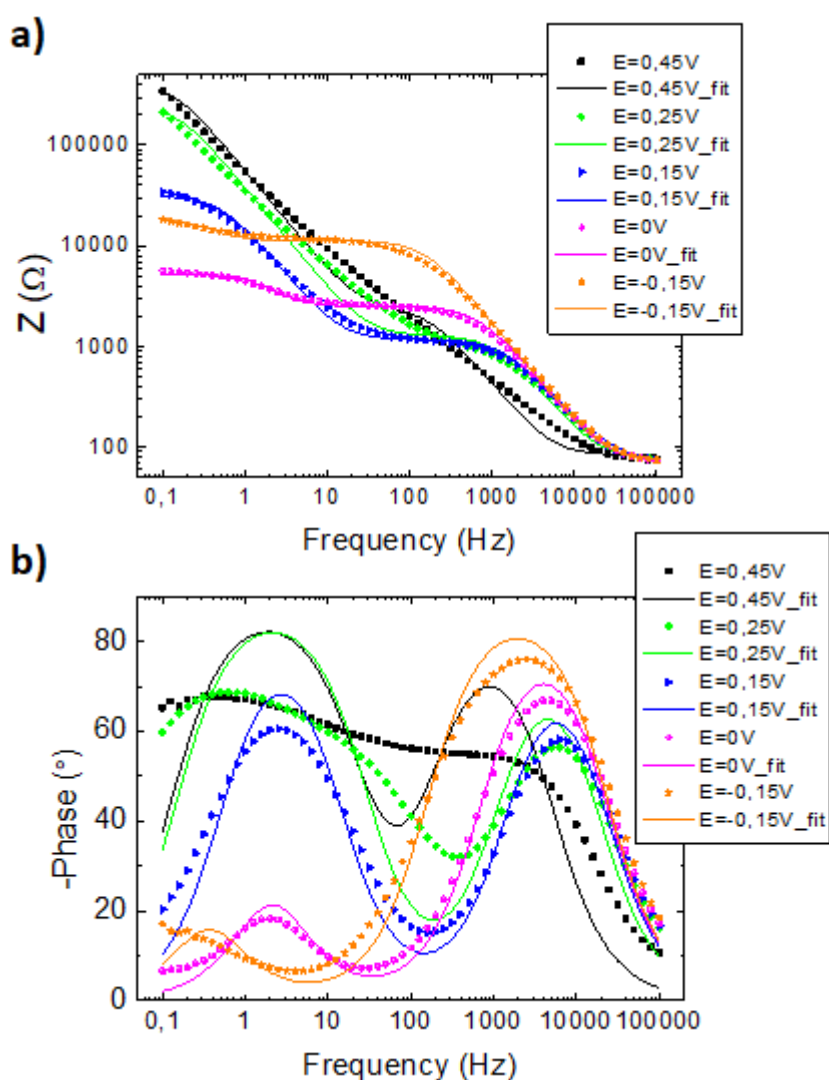 a)
E=0,45V
E=0,45V_fit
E=0,25V
E=0,25V_fit
E=0,15V
E=0,15V_fit
E=0V
E=0V_fit
E=-0,15V
E=-0,15V_fit
Z (Ω)
100000
10000
1000
100
0,1 1 10 100 1000 10000 100000
Frequency (Hz)
b)
E=0,45V
E=0,45V_fit
E=0,25V
E=0,25V_fit
E=0,15V
E=0,15V_fit
E=0V
E=0V_fit
E=-0,15V
E=-0,15V_fit
-Phase (°)
80
60
40
20
0
0,1 1 10 100 1000 10000 100000
Frequency (Hz)